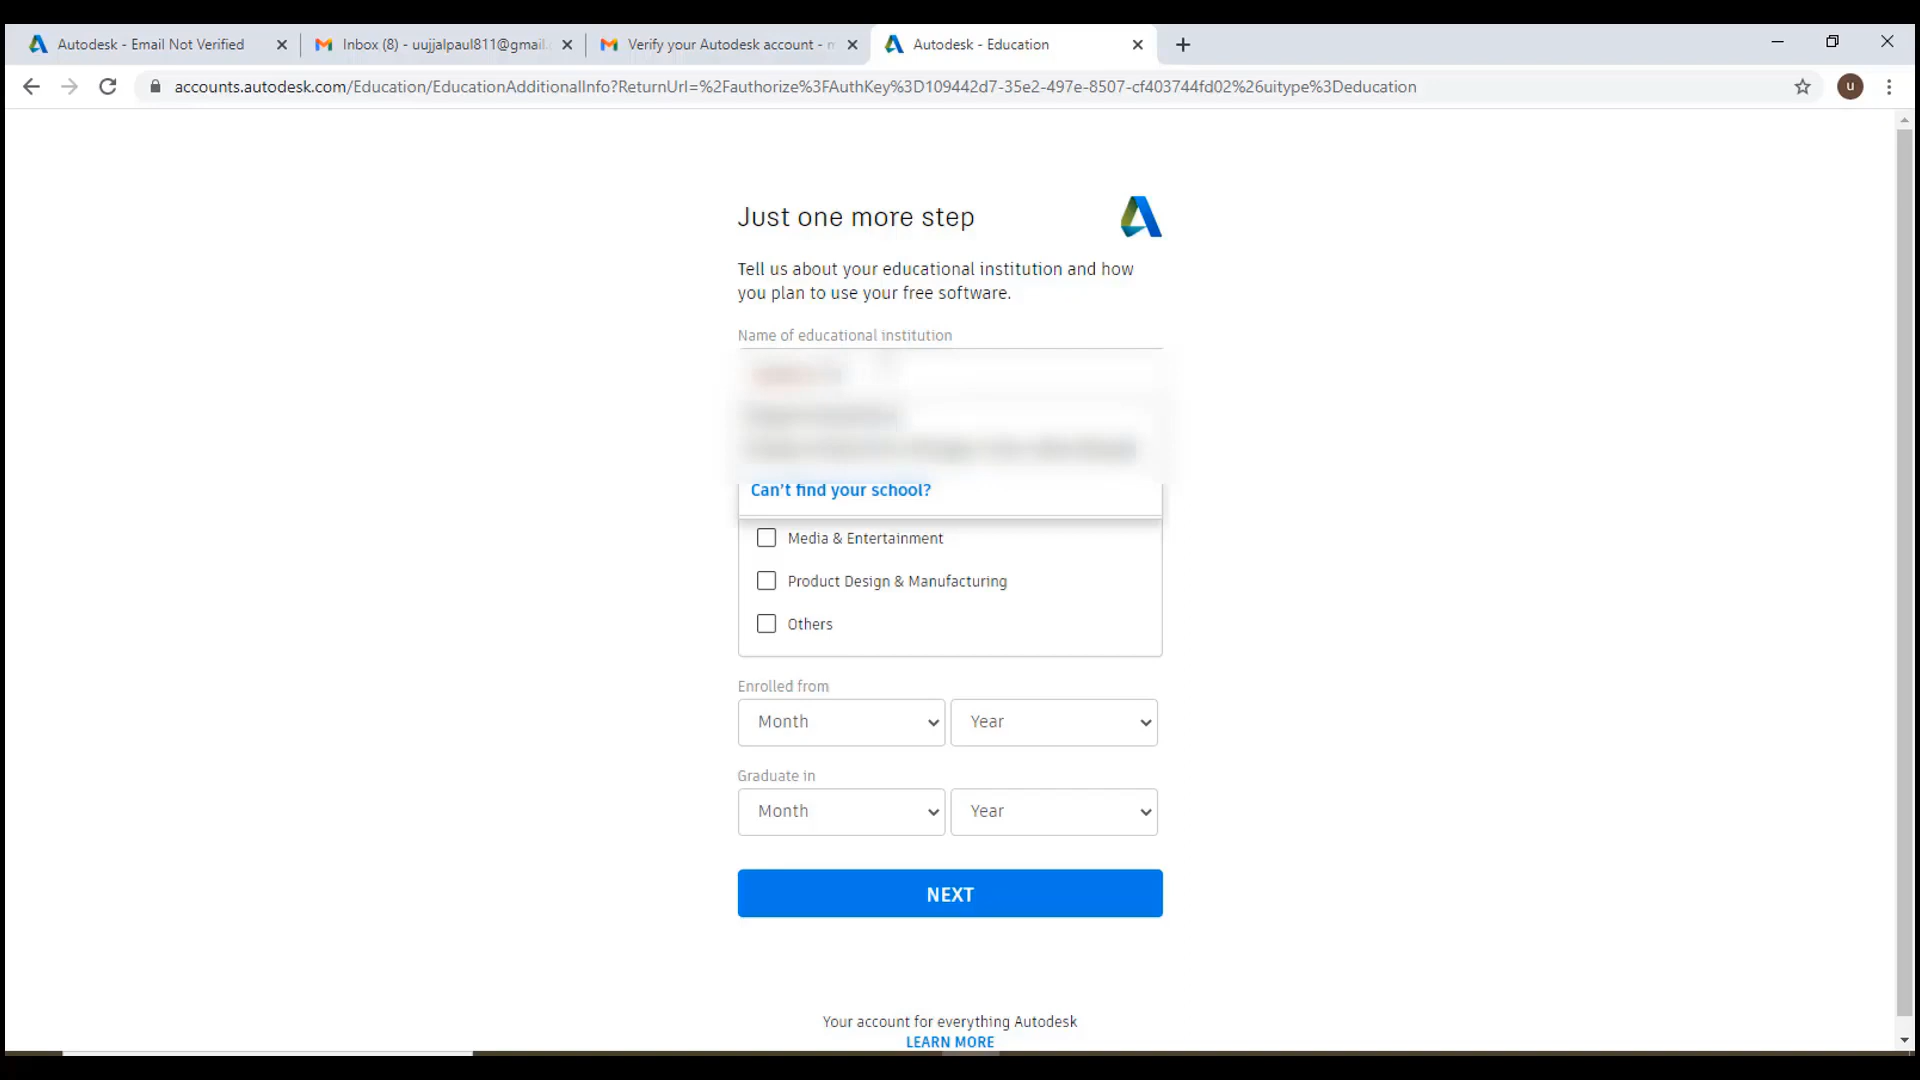 Autodesk - Email Not Verified
Inbox (8) - uujjalpaul811@gmail.
Verify your Autodesk account - m
Autodesk - Education
accounts.autodesk.com/Education/EducationAdditionalInfo?ReturnUrl=%2Fauthorize%3FAuthKey%3D109442d7-35e2-497e-8507-cf403744fd02%26uitype%3Deducation
u
Just one more step
Tell us about your educational institution and how
you plan to use your free software.
Name of educational institution
Can't find your school?
Media & Entertainment
Product Design & Manufacturing
Others
Enrolled from
Month
Year
Graduate in
Month
Year
NEXT
Your account for everything Autodesk
LEARN MORE